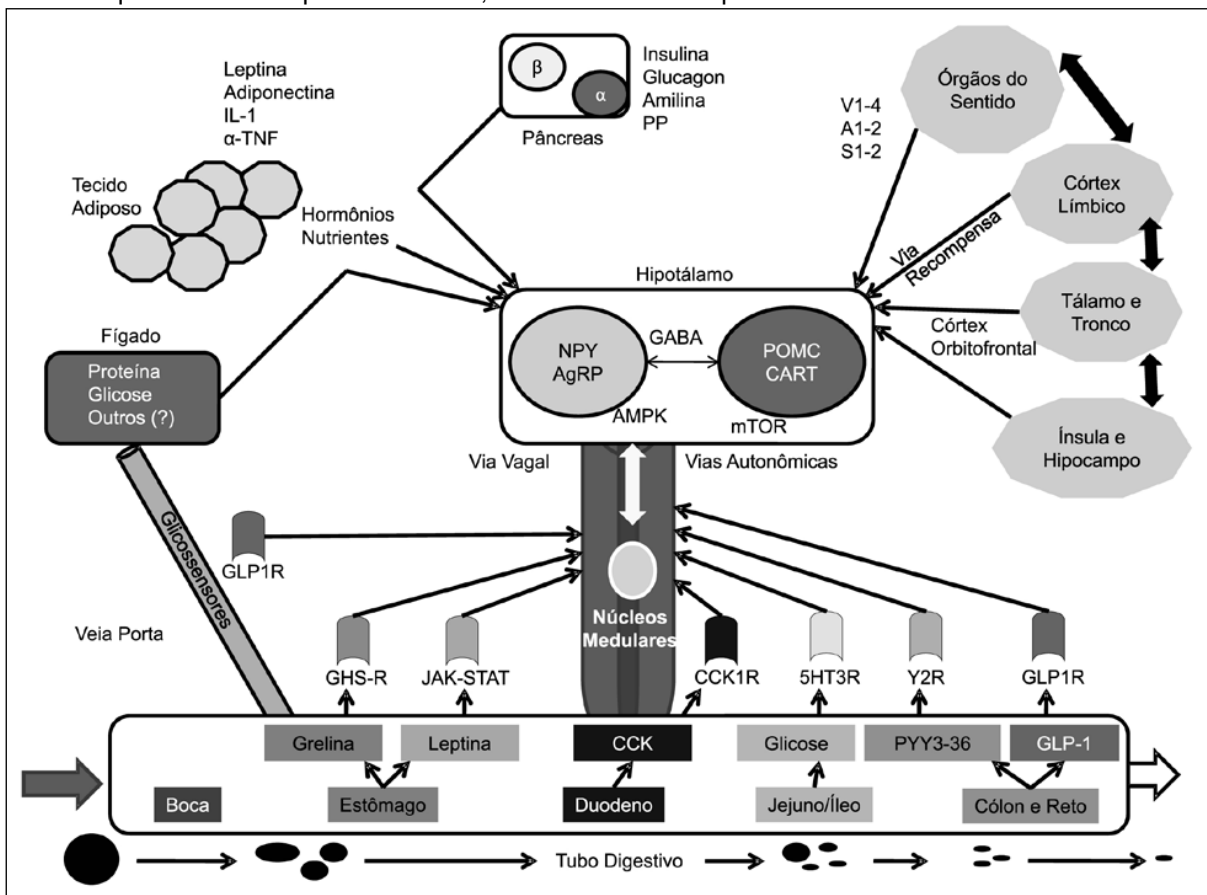 Leptina
Adiponectina
IL-1
α-TNF
Tecido
Adiposo
β
α
Pâncreas
Insulina
Glucagon
Amilina
PP
V1-4
A1-2
S1-2
Órgãos do
Sentido
Córtex
Límbico
Via
Recompensa
Hormônios
Nutrientes
Hipotálamo
NPY
AgRP
GABA
POMC
CART
AMPK
mTOR
Córtex
Orbitofrontal
Tálamo e
Tronco
Ínsula e
Hipocampo
Fígado
Proteína
Glicose
Outros (?)
Via Vagal
Vias Autonômicas
Glicossensores
GLP1R
Veia Porta
Núcleos
Medulares
GHS-R
JAK-STAT
CCK1R
5HT3R
Y2R
GLP1R
Grelina
Leptina
CCK
Glicose
PYY3-36
GLP-1
Boca
Estômago
Duodeno
Jejuno/Íleo
Cólon e Reto
Tubo Digestivo